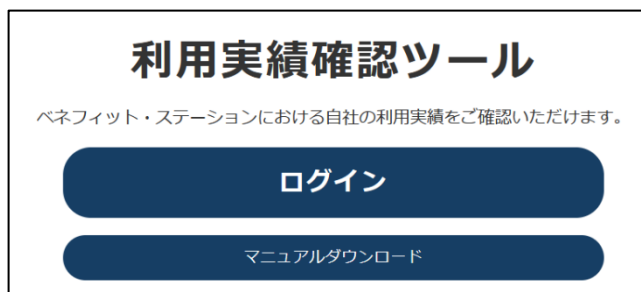 利用実績確認ツール
ベネフィット・ステーションにおける自社の利用実績をご確認いただけます。
ログイン
マニュアルダウンロード